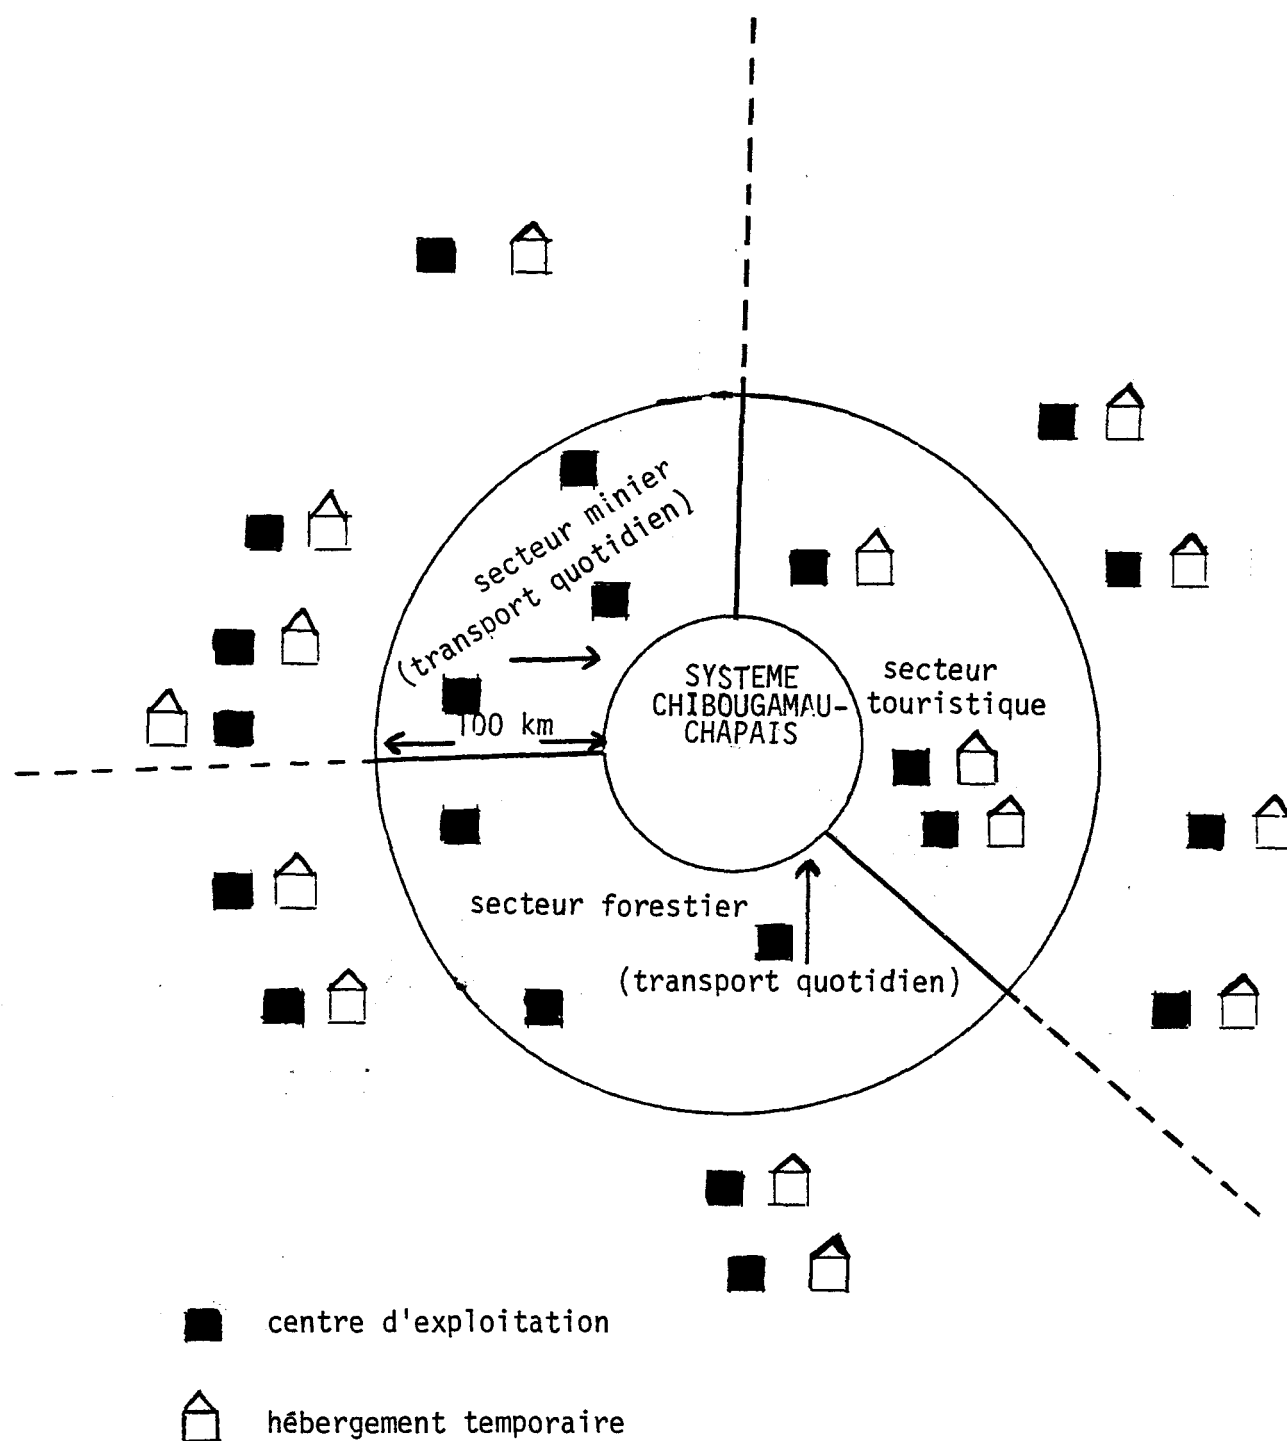 secteur minier
(transport quotidien)
100 km
SYSTEME
CHIBOUGAMAU-
CHAPAIS
secteur
touristique
secteur forestier
(transport quotidien)
centre d'exploitation
hébergement temporaire